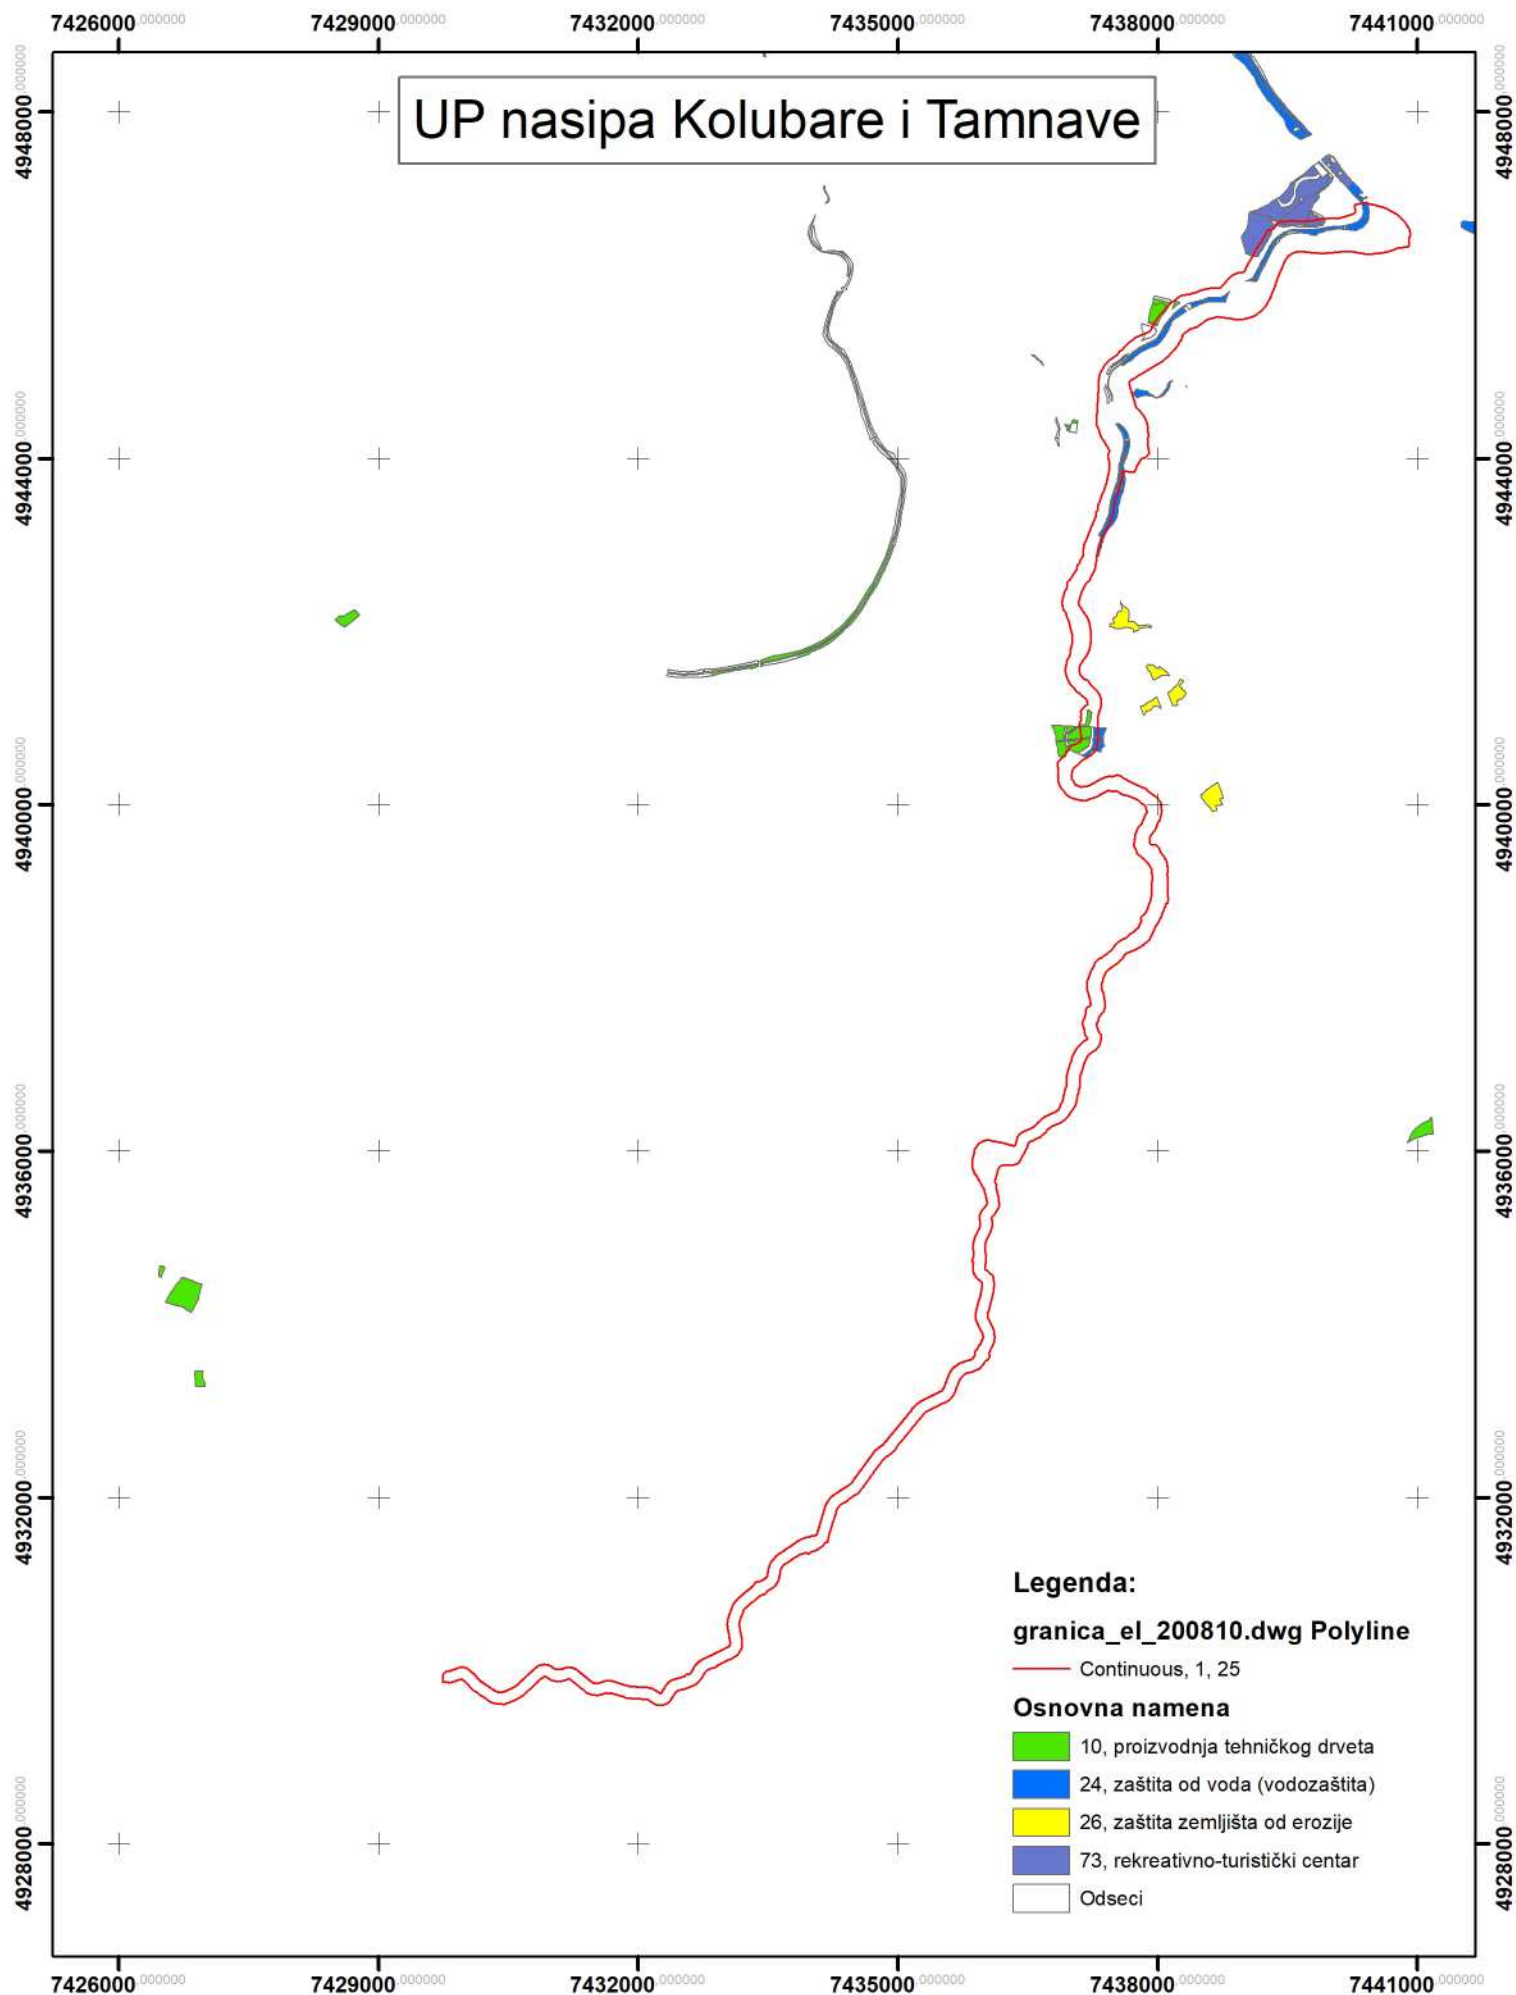 7426000.000000 7429000.000000 7432000.000000 7435000.000000 7438000.000000 7441000.000000
UP nasipa Kolubare i Tamnave
4948000.000000 4948000.000000
4944000.000000 4944000.000000
4940000.000000 4940000.000000
4936000.000000 4936000.000000
4932000.000000 4932000.000000
4928000.000000 4928000.000000
Legenda:
granica_el_200810.dwg Polyline
Continuous, 1, 25
Osnovna namena
10, proizvodnja tehničkog drveta
24, zaštita od voda (vodozaštita)
26, zaštita zemljišta od erozije
73, rekreativno-turistički centar
Odseci
7426000.000000 7429000.000000 7432000.000000 7435000.000000 7438000.000000 7441000.000000